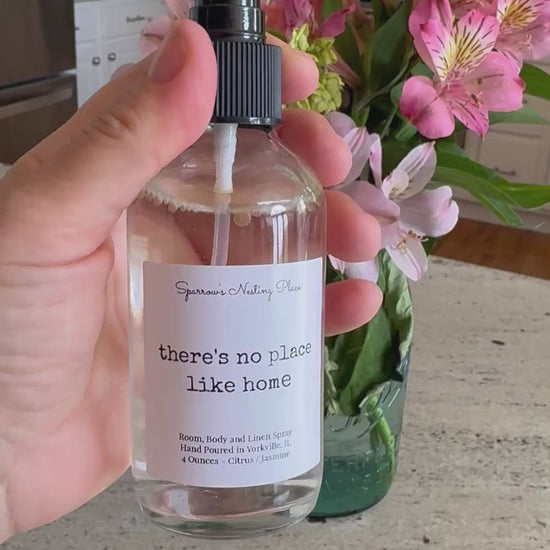 Sparrow's Nesting Place
there's no place
like home
Room, Body and Linen Spray
Hand Poured in Yorkville, IL
4 Ounces - Citrus / Jasmine